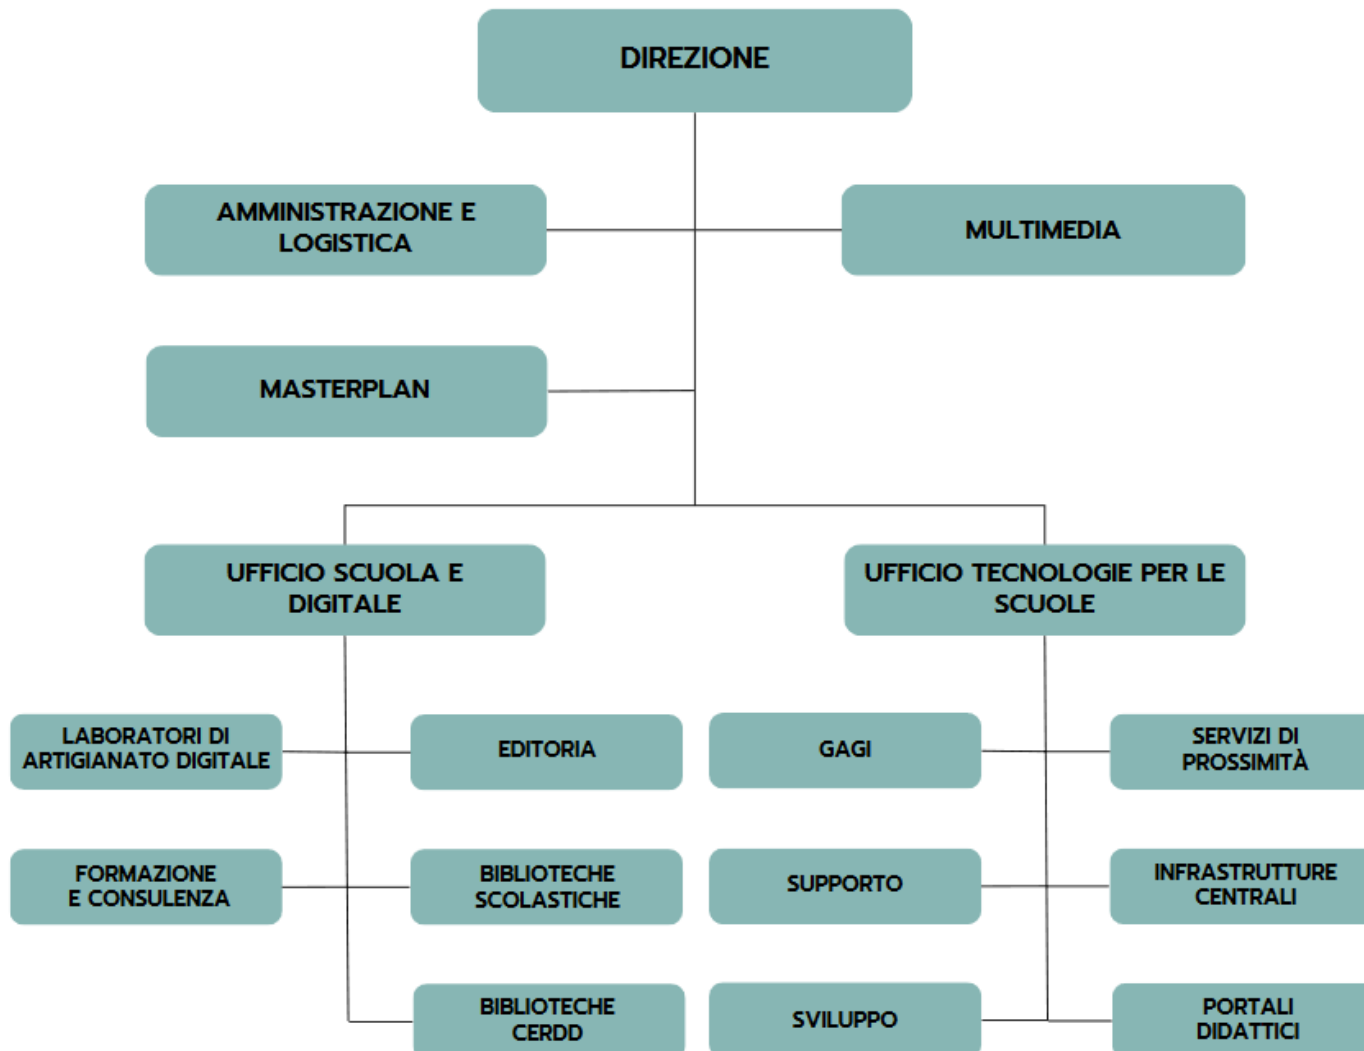 DIREZIONE
AMMINISTRAZIONE E
LOGISTICA
MULTIMEDIA
MASTERPLAN
UFFICIO SCUOLA E
DIGITALE
UFFICIO TECNOLOGIE PER LE
SCUOLE
LABORATORI DI
ARTIGIANATO DIGITALE
EDITORIA
GAGI
SERVIZI DI
PROSSIMITÀ
FORMAZIONE
E CONSULENZA
BIBLIOTECHE
SCOLASTICHE
SUPPORTO
INFRASTRUTTURE
CENTRALI
BIBLIOTECHE
CERDD
SVILUPPO
PORTALI
DIDATTICI